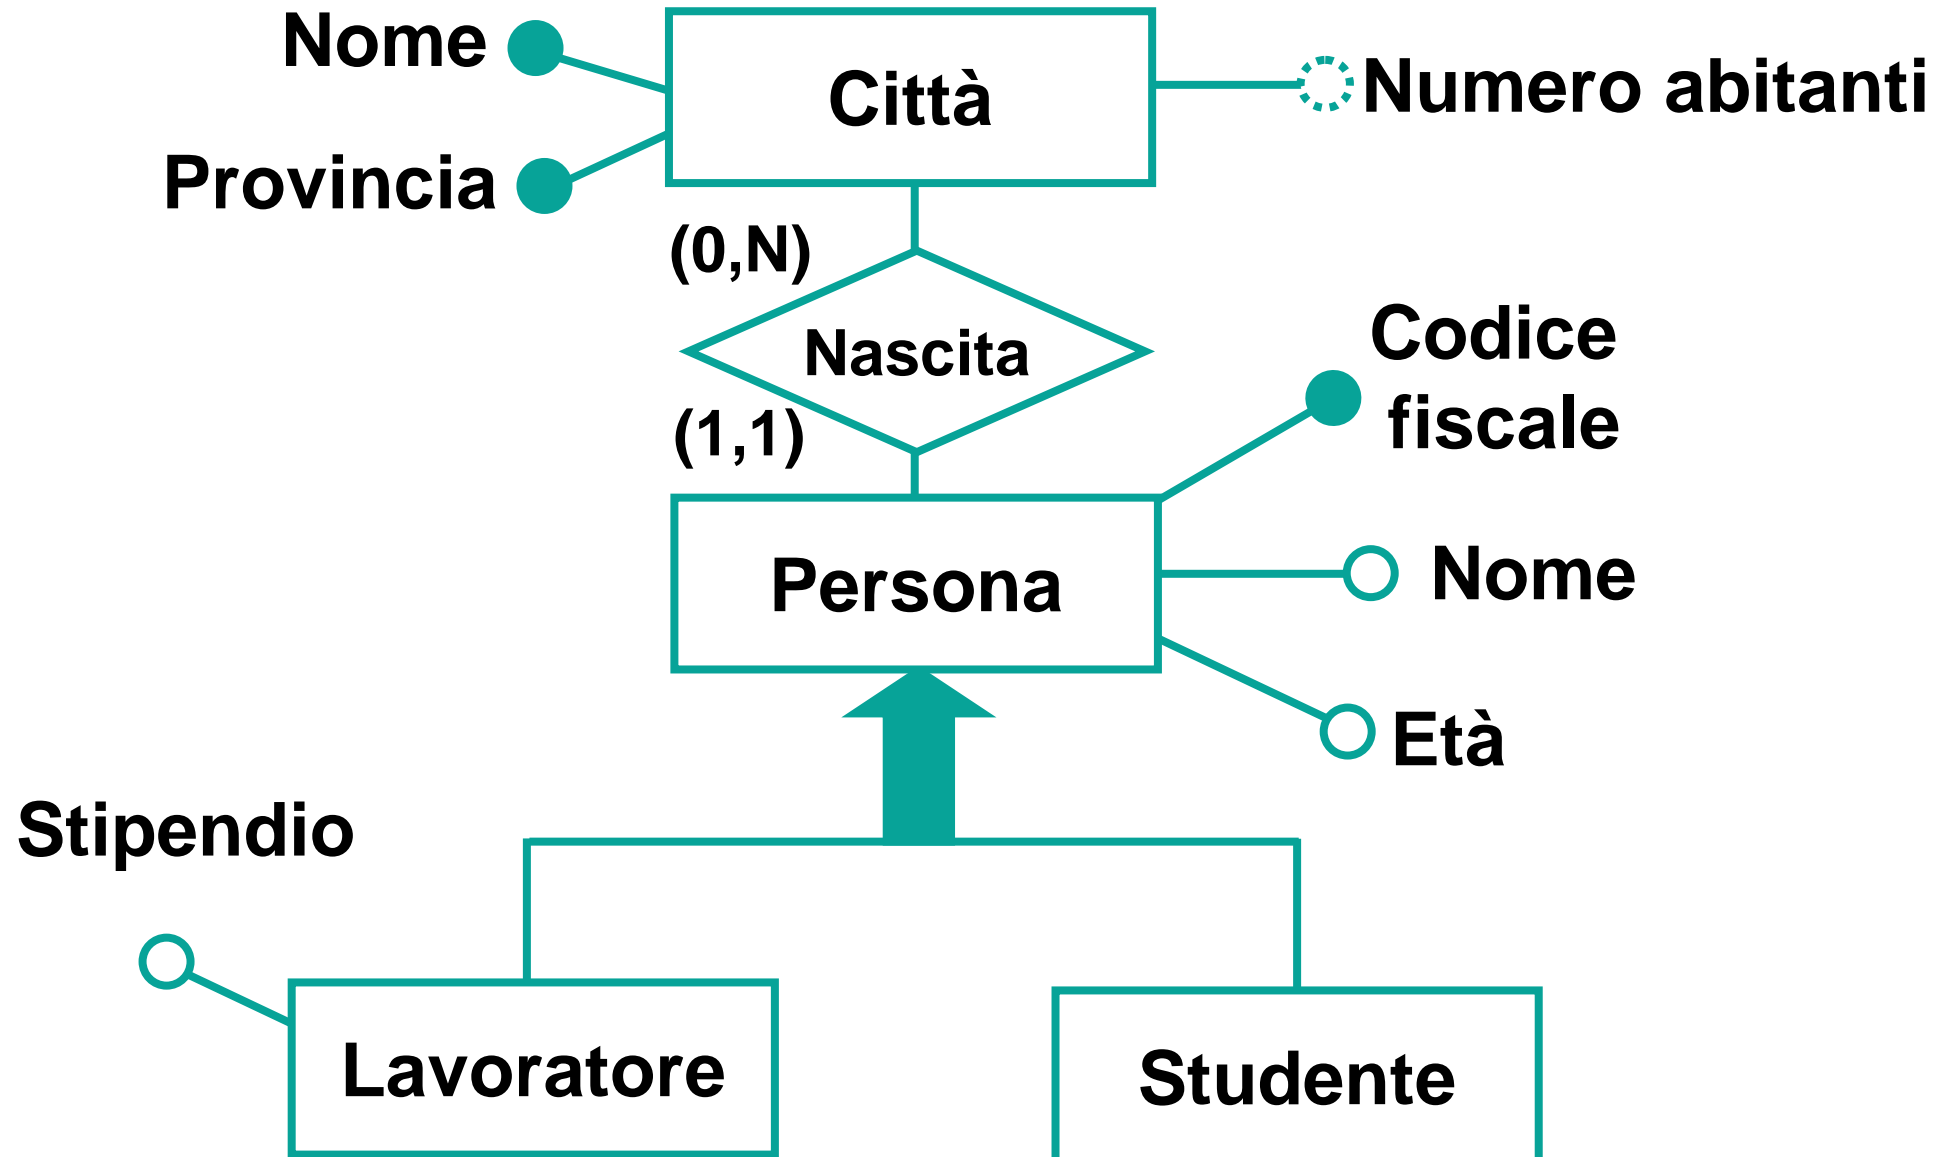 Nome
Città
Numero abitanti
Provincia
(0,N)
Nascita
Codice
fiscale
(1,1)
Persona
Nome
Età
Stipendio
Lavoratore
Studente